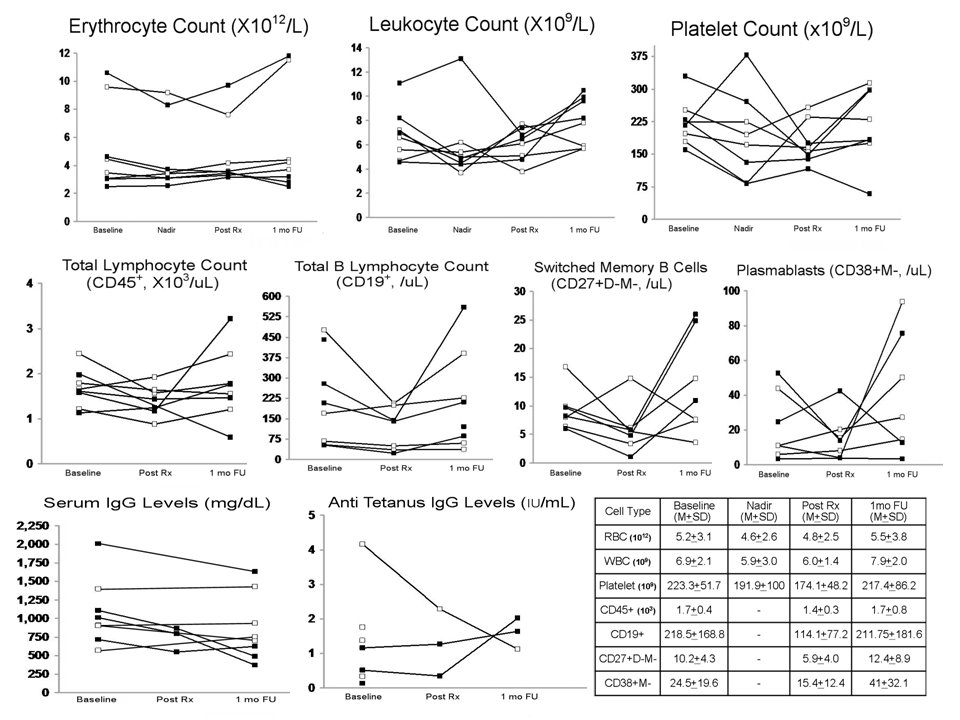 Erythrocyte Count (X10¹²/L)
12
10
8
6
4
2
0
Baseline
Nadir
Post Rx
1 mo FU
Leukocyte Count (X10⁹/L)
14
12
10
8
6
4
2
0
Baseline
Nadir
Post Rx
1 mo FU
Platelet Count (x10⁹/L)
375
300
225
150
75
0
Baseline
Nadir
Post Rx
1 mo FU
Total Lymphocyte Count
(CD45⁺, X10³/uL)
4
3
2
1
0
Baseline
Post Rx
1 mo FU
Total B Lymphocyte Count
(CD19⁺, /uL)
600
525
450
375
300
225
150
75
0
Baseline
Post Rx
1 mo FU
Switched Memory B Cells
(CD27+D-M-, /uL)
30
25
20
15
10
5
0
Baseline
Post Rx
1 mo FU
Plasmablasts (CD38+M-, /uL)
100
80
60
40
20
0
Baseline
Post Rx
1 mo FU
Serum IgG Levels (mg/dL)
2,250
2,000
1,750
1,500
1,250
1,000
750
500
250
0
Baseline
Post Rx
1 mo FU
Anti Tetanus IgG Levels (IU/mL)
5
4
3
2
1
0
Baseline
Post Rx
1 mo FU
Cell Type Baseline (M±SD) Nadir (M±SD) Post Rx (M±SD) 1mo FU (M±SD)
RBC (10¹²) 5.2±3.1 4.6±2.6 4.8±2.5 5.5±3.8
WBC (10⁹) 6.9±2.1 5.9±3.0 6.0±1.4 7.9±2.0
Platelet (10⁹) 223.3±51.7 191.9±100 174.1±48.2 217.4±86.2
CD45+ (10³) 1.7±0.4 - 1.4±0.3 1.7±0.8
CD19+ 218.5±168.8 - 114.1±77.2 211.75±181.6
CD27+D-M- 10.2±4.3 - 5.9±4.0 12.4±8.9
CD38+M- 24.5±19.6 - 15.4±12.4 41±32.1